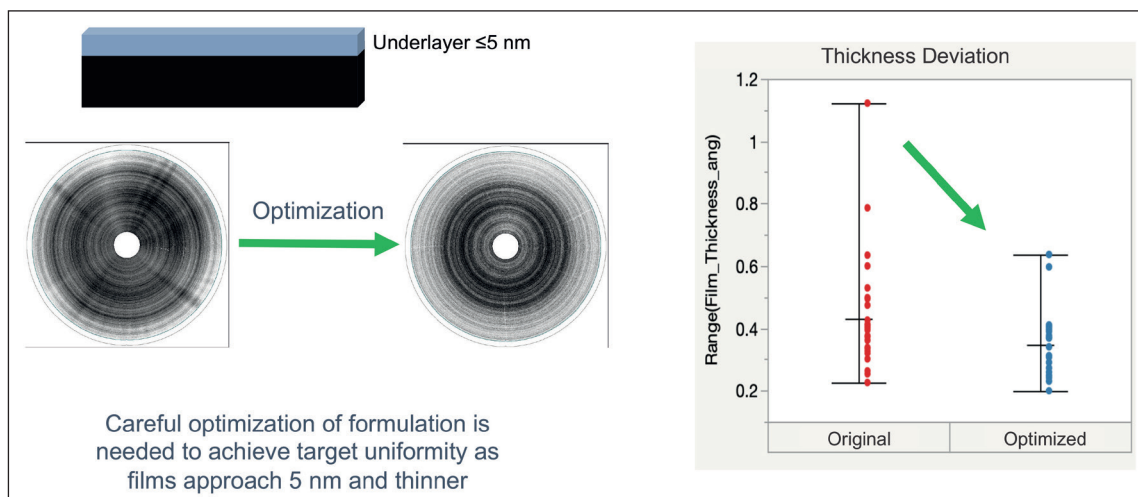 Underlayer ≤5 nm
Optimization
Careful optimization of formulation is
needed to achieve target uniformity as
films approach 5 nm and thinner
Thickness Deviation
Range(Film_Thickness_ang)
1.2
1
0.8
0.6
0.4
0.2
Original
Optimized